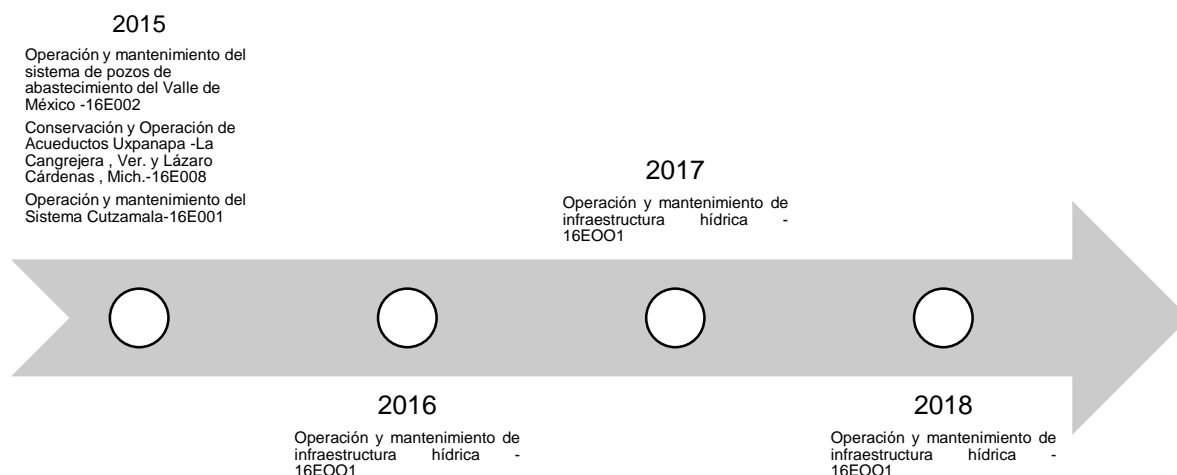 2015
Operación y mantenimiento del
sistema de pozos de
abastecimiento del Valle de
México -16E002
Conservación y Operación de
Acueductos Uxpanapa -La
Cangrejera , Ver. y Lázaro
Cárdenas , Mich.-16E008
Operación y mantenimiento del
Sistema Cutzamala-16E001
2016
Operación y mantenimiento de
infraestructura hídrica -
16EOO1
2017
Operación y mantenimiento de
infraestructura hídrica -
16EOO1
2018
Operación y mantenimiento de
infraestructura hídrica -
16EOO1